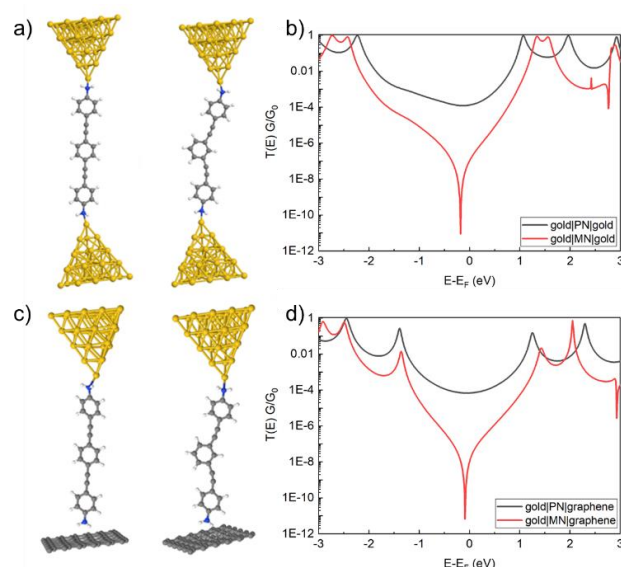 a)
b)
T(E) G/G₀
1
0.01
1E-4
1E-6
1E-8
1E-10
1E-12
-3 -2 -1 0 1 2 3
E-E_F (eV)
gold|PN|gold
gold|MN|gold
c)
d)
T(E) G/G₀
1
0.01
1E-4
1E-6
1E-8
1E-10
1E-12
-3 -2 -1 0 1 2 3
E-E_F (eV)
gold|PN|graphene
gold|MN|graphene